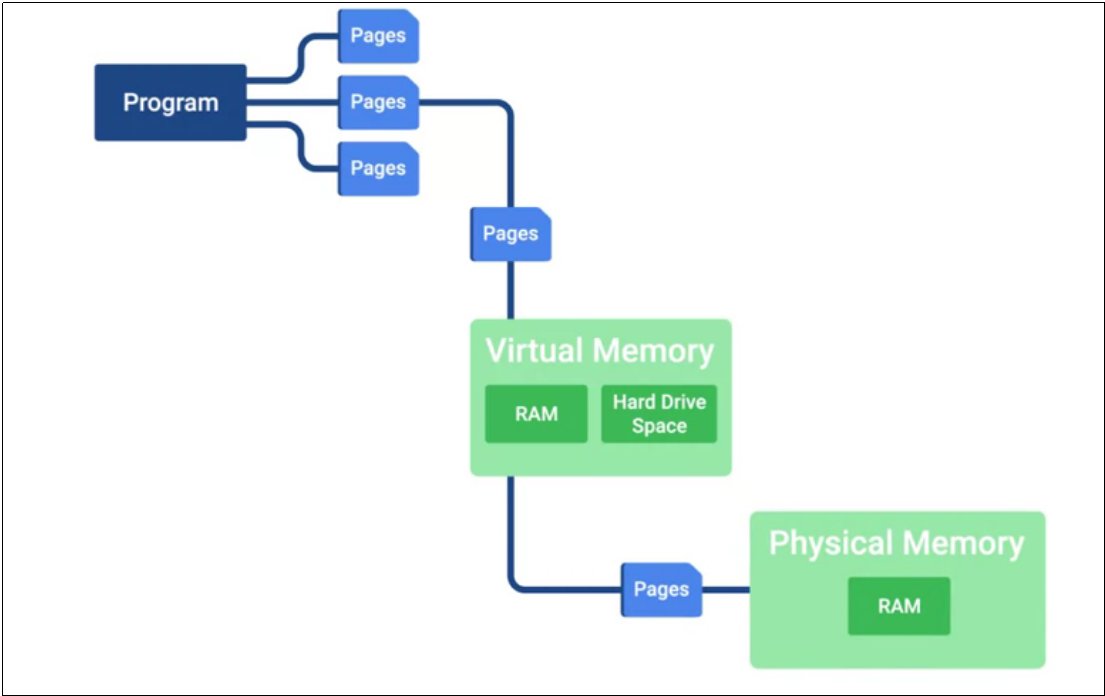 Pages
Program
Pages
Pages
Pages
Virtual Memory
RAM
Hard Drive
Space
Physical Memory
Pages
RAM